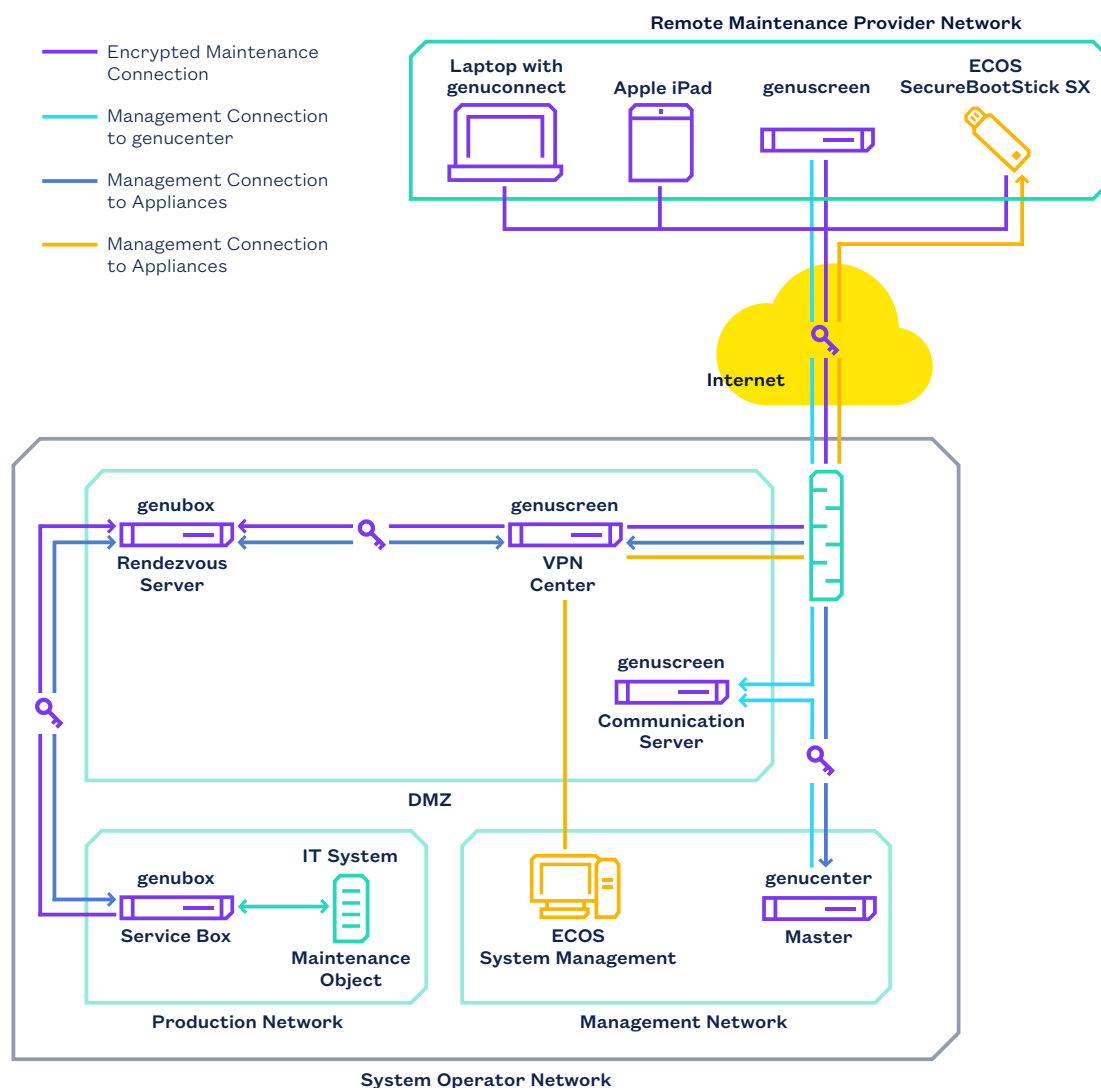 Remote Maintenance Provider Network
Encrypted Maintenance
Connection
Management Connection
to genucenter
Management Connection
to Appliances
Management Connection
to Appliances
Laptop with
genuconnect
Apple iPad
genuscreen
ECOS
SecureBootStick SX
Internet
genubox
Rendezvous
Server
genuscreen
VPN
Center
genuscreen
Communication
Server
DMZ
genubox
Service Box
IT System
Maintenance
Object
Production Network
ECOS
System Management
genucenter
Master
Management Network
System Operator Network